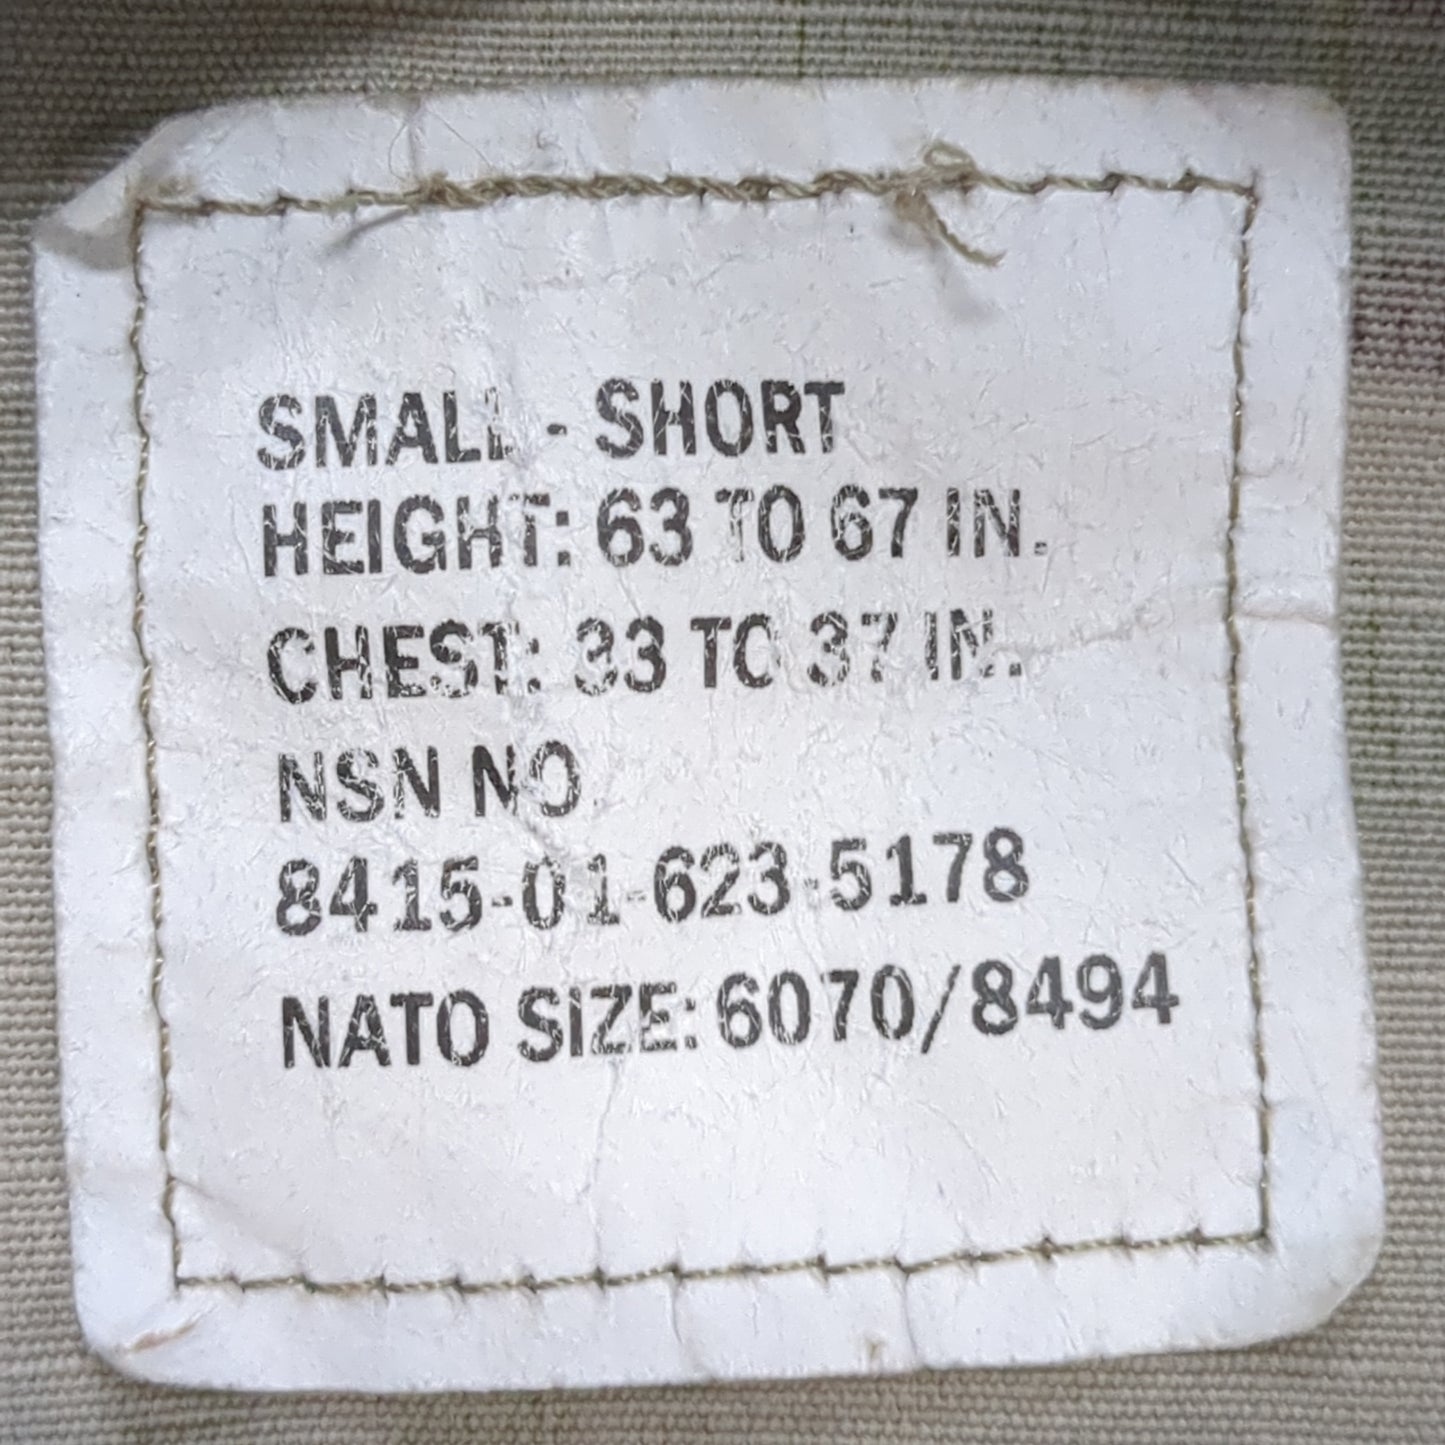 SMALL - SHORT
HEIGHT: 63 TO 67 IN.
CHEST: 33 TO 37 IN.
NSN NO.
8415-01-623-5178
NATO SIZE: 6070/8494